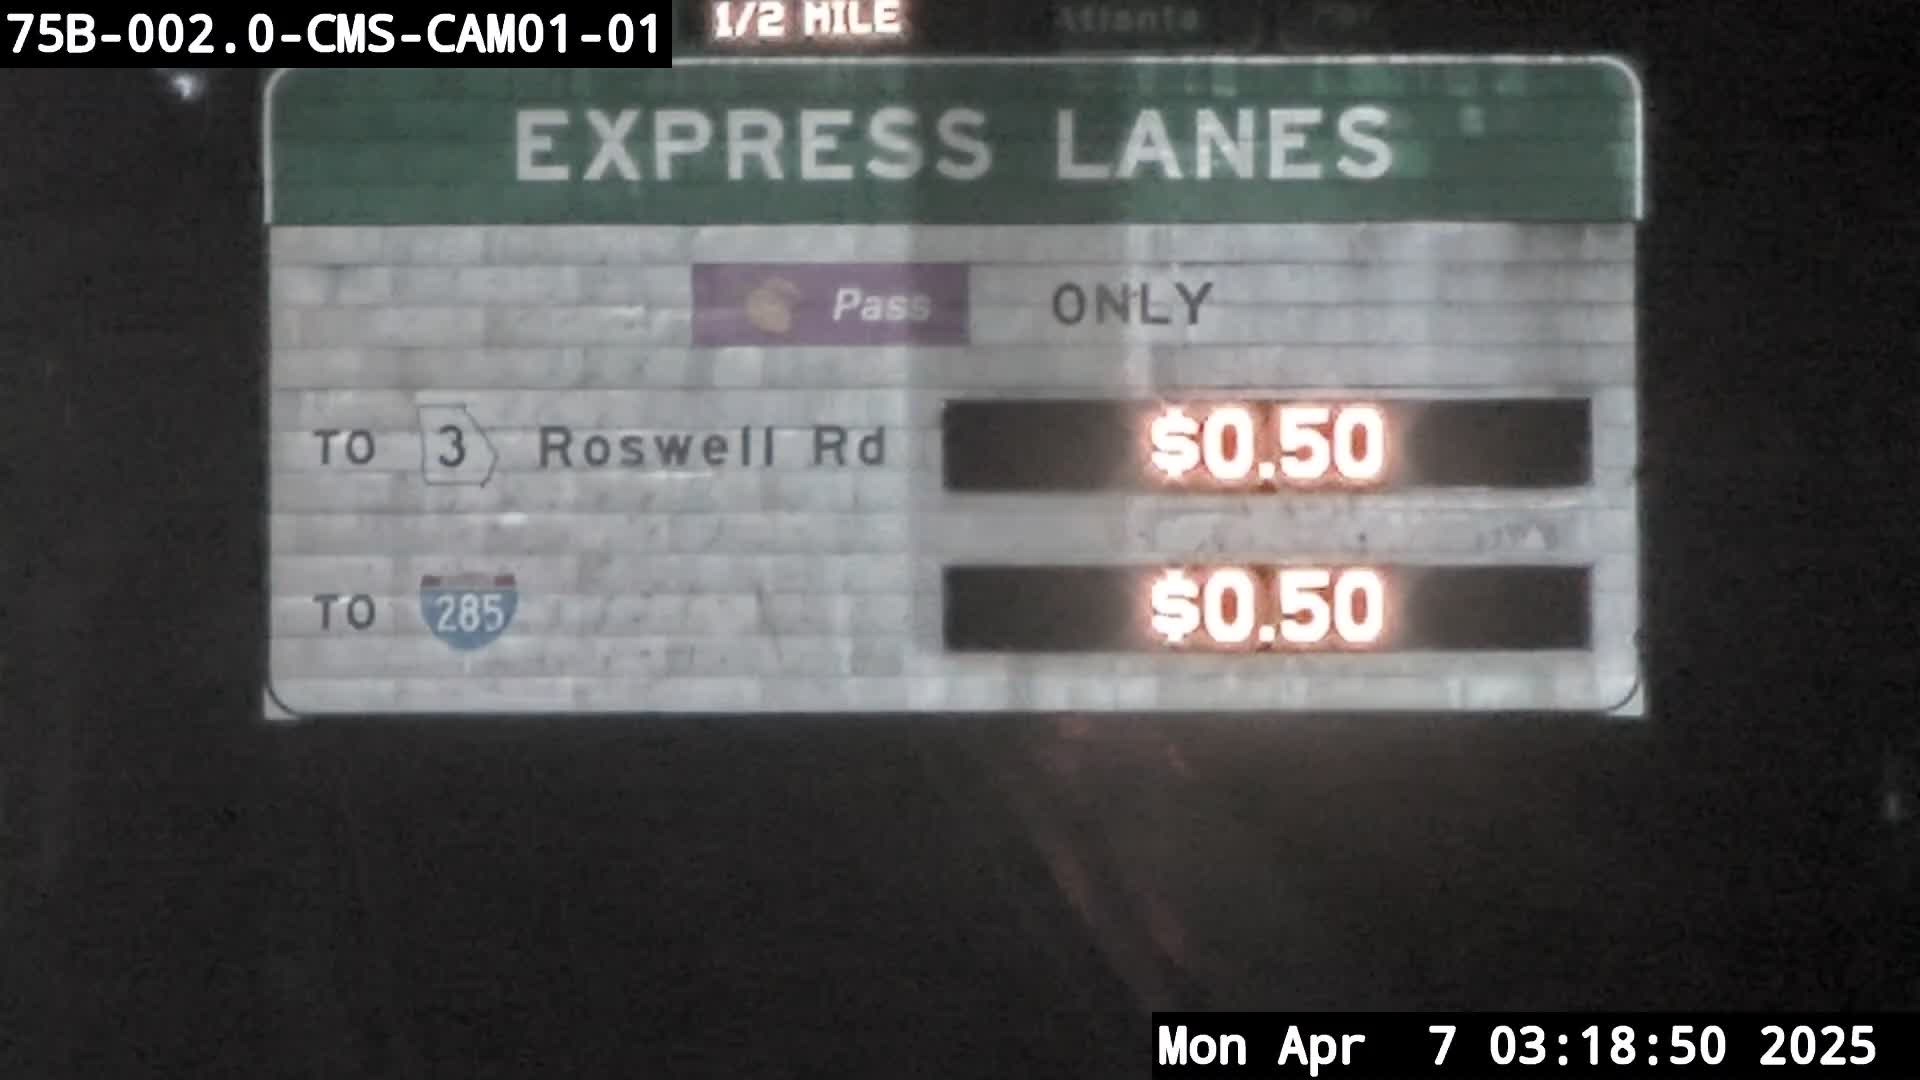 75B-002.0-CMS-CAM01-01
1/2 MILE
Atlanta
EXPRESS LANES
Pass ONLY
TO 3 Roswell Rd $0.50
TO 285 $0.50
Mon Apr 7 03:18:50 2025